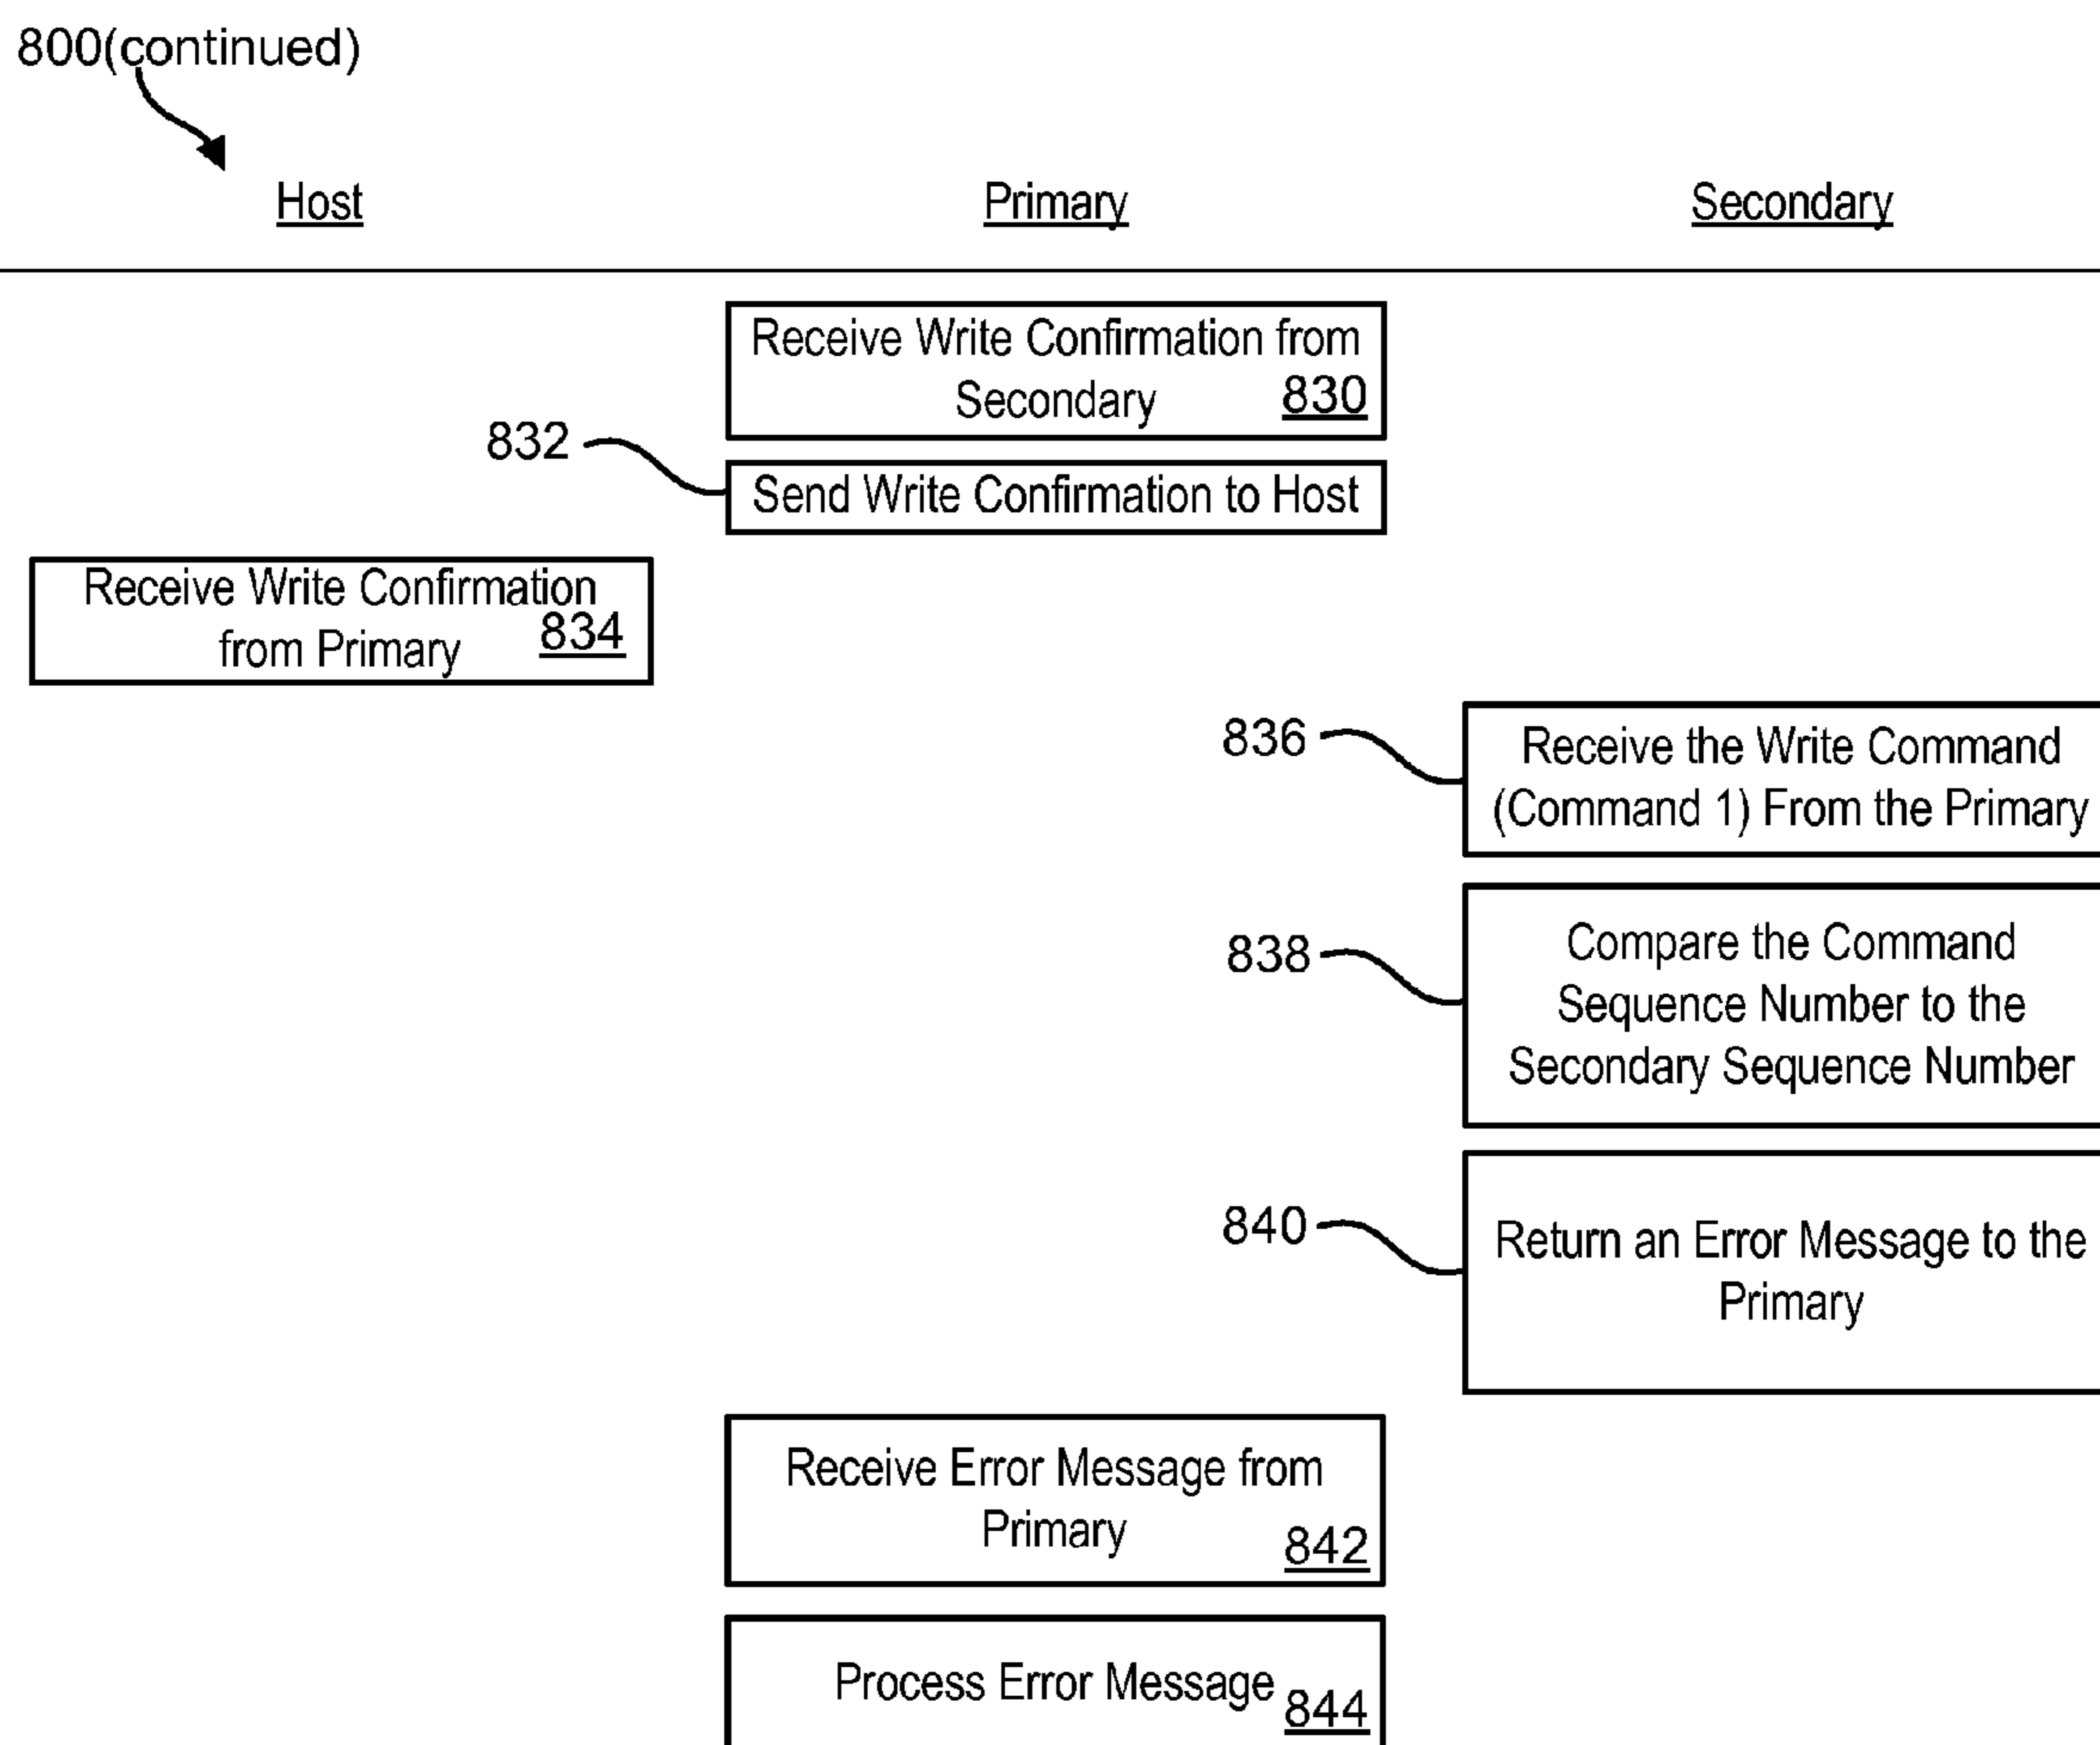 800(continued)
Host
Primary
Secondary
Receive Write Confirmation from
Secondary 830
832
Send Write Confirmation to Host
Receive Write Confirmation
from Primary 834
836
Receive the Write Command
(Command 1) From the Primary
838
Compare the Command
Sequence Number to the
Secondary Sequence Number
840
Return an Error Message to the
Primary
Receive Error Message from
Primary
842
Process Error Message
844